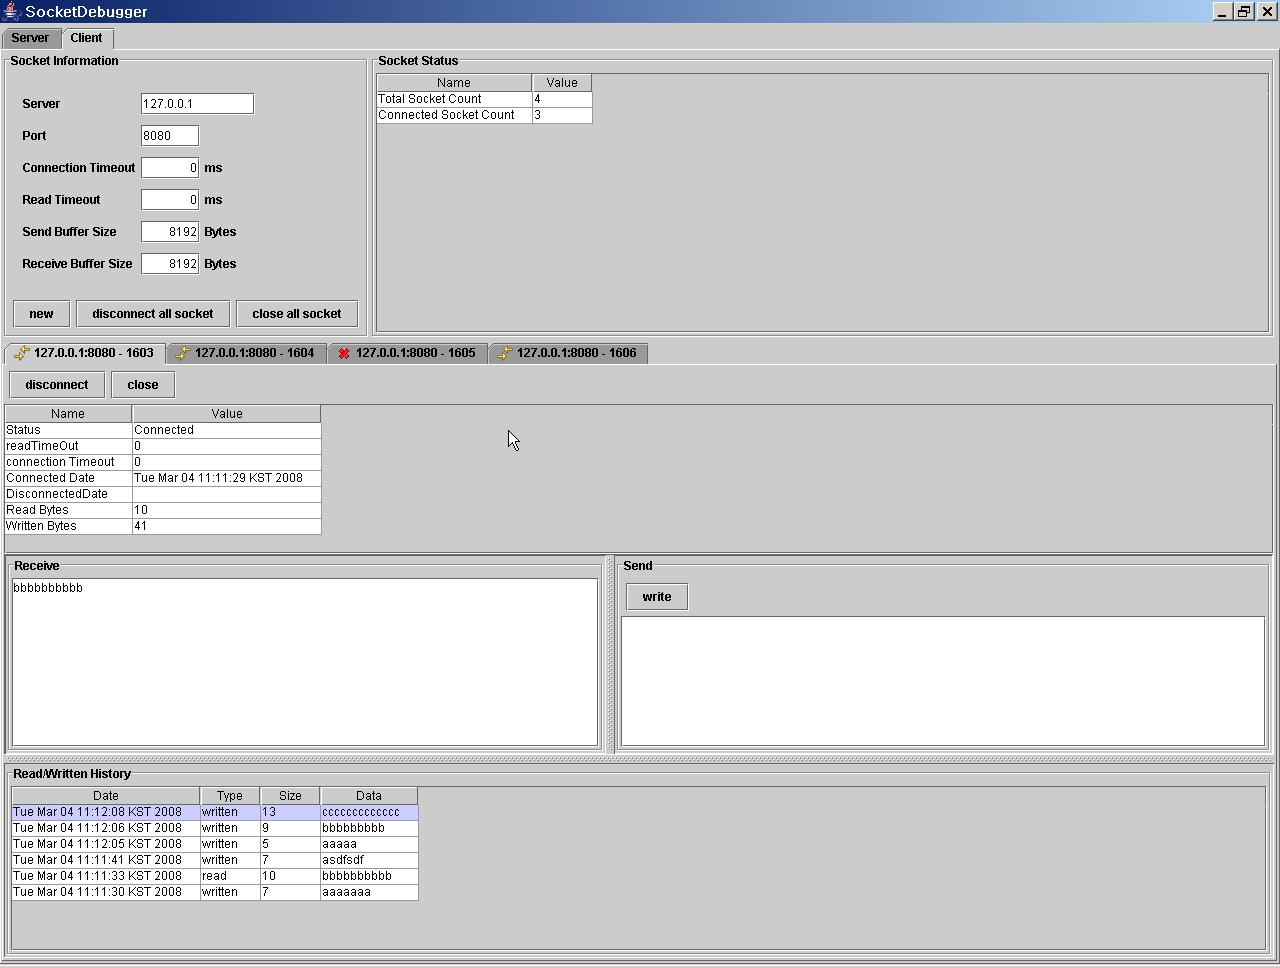 SocketDebugger
Server Client
Socket Information
Server 127.0.0.1
Port 8080
Connection Timeout 0 ms
Read Timeout 0 ms
Send Buffer Size 8192 Bytes
Receive Buffer Size 8192 Bytes
new disconnect all socket close all socket
Socket Status
Name Value
Total Socket Count 4
Connected Socket Count 3
127.0.0.1:8080 - 1603 127.0.0.1:8080 - 1604 127.0.0.1:8080 - 1605 127.0.0.1:8080 - 1606
disconnect close
Name Value
Status Connected
readTimeOut 0
connection Timeout 0
Connected Date Tue Mar 04 11:11:29 KST 2008
DisconnectedDate
Read Bytes 10
Written Bytes 41
Receive
bbbbbbbbbb
Send
write
Read/Written History
Date Type Size Data
Tue Mar 04 11:12:08 KST 2008 written 13 ccccccccccccc
Tue Mar 04 11:12:06 KST 2008 written 9 bbbbbbbbb
Tue Mar 04 11:12:05 KST 2008 written 5 aaaaa
Tue Mar 04 11:11:41 KST 2008 written 7 asdfsdf
Tue Mar 04 11:11:33 KST 2008 read 10 bbbbbbbbbb
Tue Mar 04 11:11:30 KST 2008 written 7 aaaaaaa